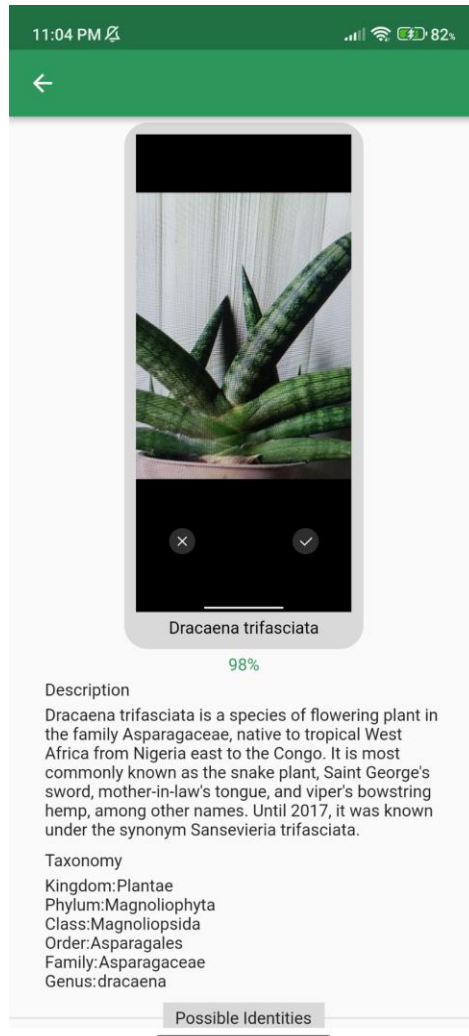 11:04 PM 82%
Dracaena trifasciata
98%
Description
Dracaena trifasciata is a species of flowering plant in
the family Asparagaceae, native to tropical West
Africa from Nigeria east to the Congo. It is most
commonly known as the snake plant, Saint George's
sword, mother-in-law's tongue, and viper's bowstring
hemp, among other names. Until 2017, it was known
under the synonym Sansevieria trifasciata.
Taxonomy
Kingdom:Plantae
Phylum:Magnoliophyta
Class:Magnoliopsida
Order:Asparagales
Family:Asparagaceae
Genus:dracaena
Possible Identities